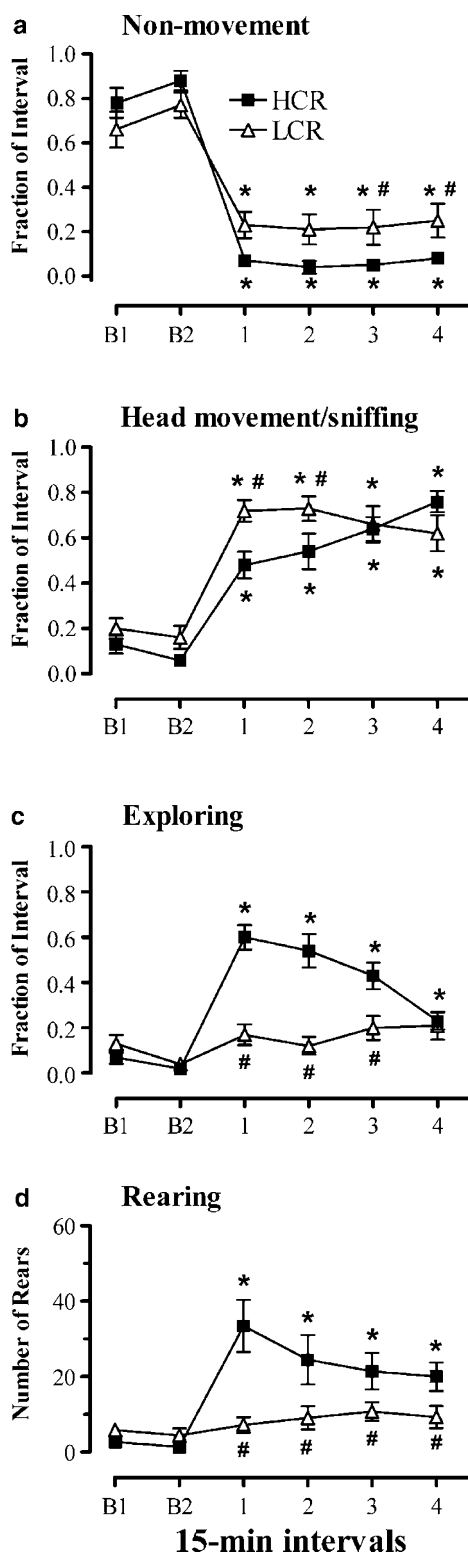 a Non-movement
Fraction of Interval
1.0
0.8
0.6
0.4
0.2
0.0
HCR
LCR
* * * # * #
* * * *
B1 B2 1 2 3 4
b Head movement/sniffing
Fraction of Interval
1.0
0.8
0.6
0.4
0.2
0.0
* # * # * *
* * * *
B1 B2 1 2 3 4
c Exploring
Fraction of Interval
1.0
0.8
0.6
0.4
0.2
0.0
* * * *
# # #
B1 B2 1 2 3 4
d Rearing
Number of Rears
60
40
20
0
* * * *
# # # #
B1 B2 1 2 3 4
15-min intervals